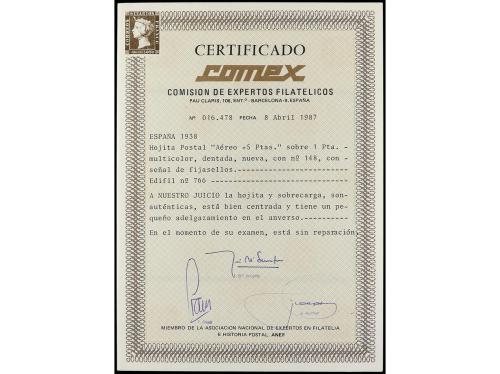 CERTIFICADO
comex
COMISION DE EXPERTOS FILATELICOS
PAU CLARIS, 106, ENT.º - BARCELONA-9. ESPAÑA
Nº 016.478 FECHA 8 Abril 1987
ESPAÑA 1938
Hojita Postal "Aéreo +5 Ptas." sobre 1 Pta.-
multicolor, dentada, nueva, con nº 148, con -
señal de fijasellos.------------------------
Edifil nº 766 ------------------------------
A NUESTRO JUICIO la hojita y sobrecarga, son-
auténticas, está bien centrada y tiene un pe-
queño adelgazamiento en el anverso.----------
En el momento de su examen, está sin reparación.
MIEMBRO DE LA ASOCIACION NACIONAL DE EXPERTOS EN FILATELIA
E HISTORIA POSTAL. ANEF